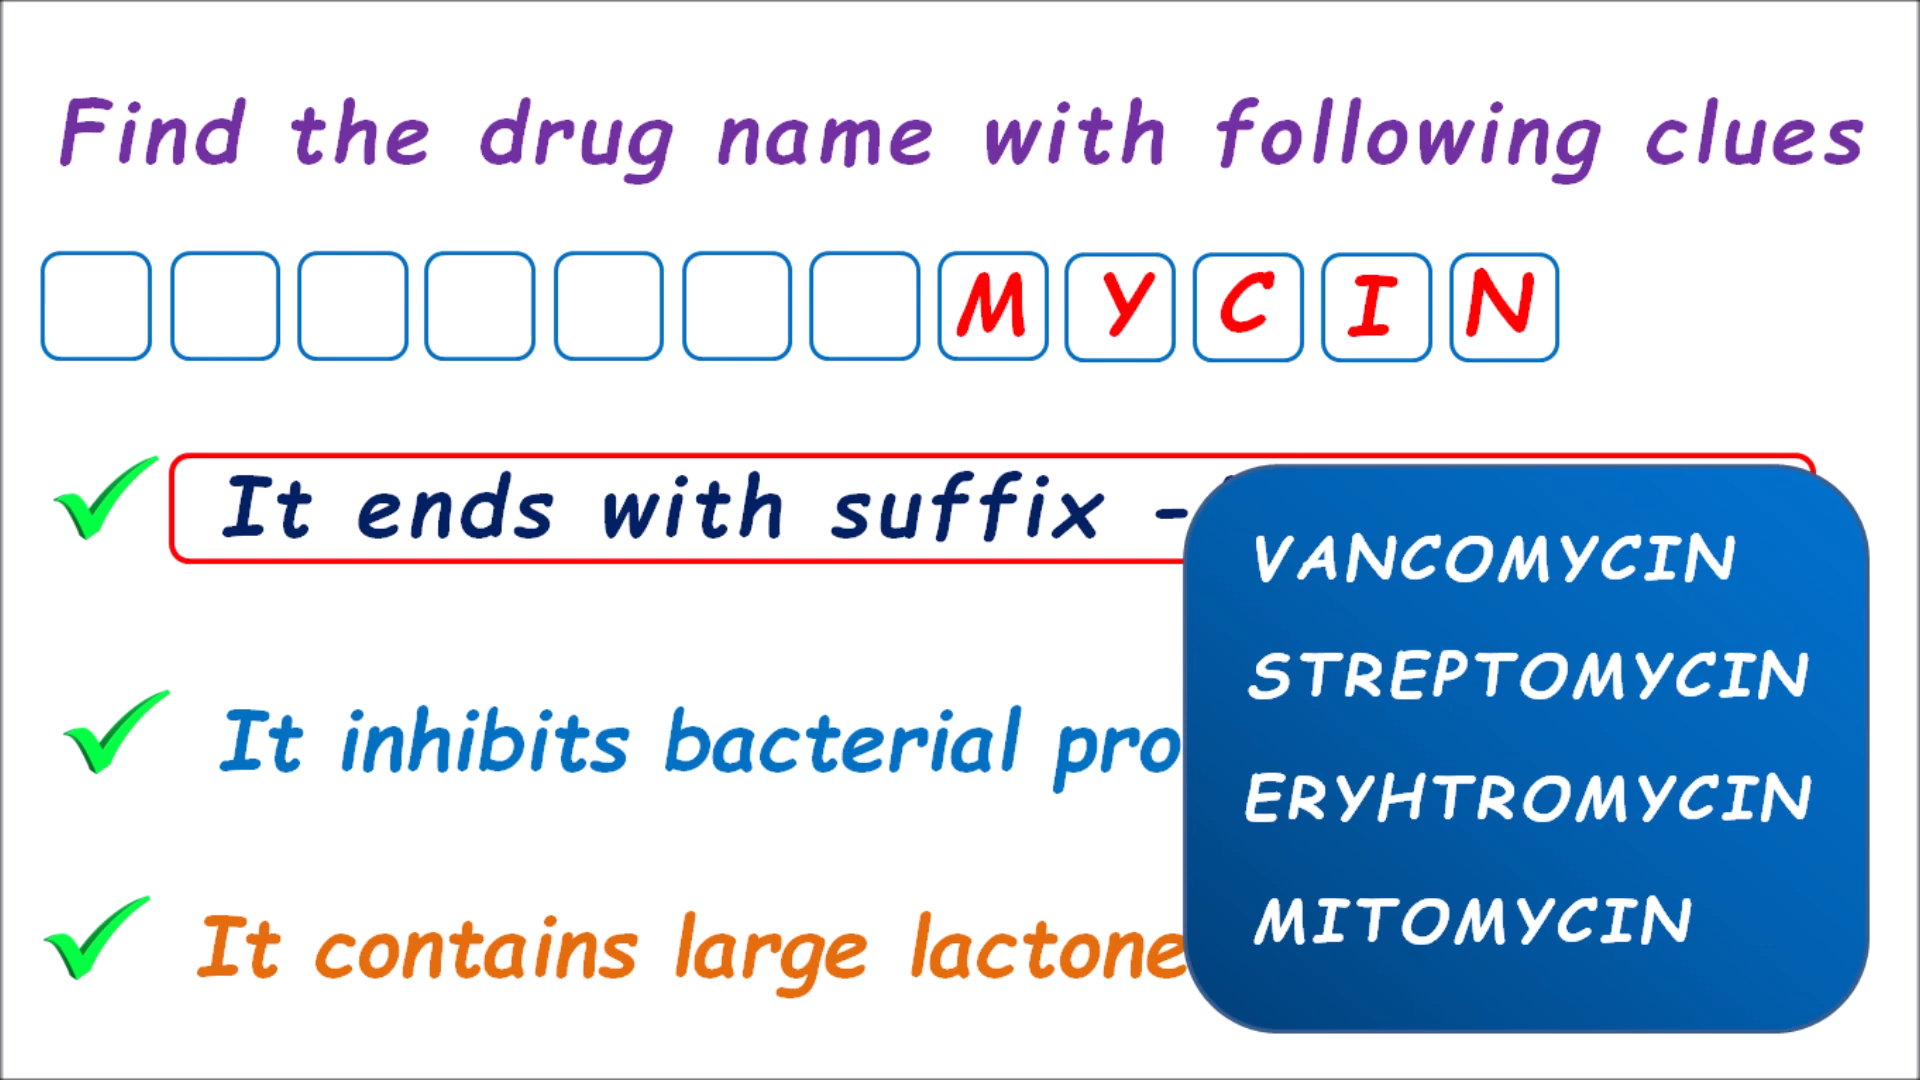 Find the drug name with following clues
M Y C I N
It ends with suffix -
It inhibits bacterial pro
It contains large lactone
VANCOMYCIN
STREPTOMYCIN
ERYHTROMYCIN
MITOMYCIN